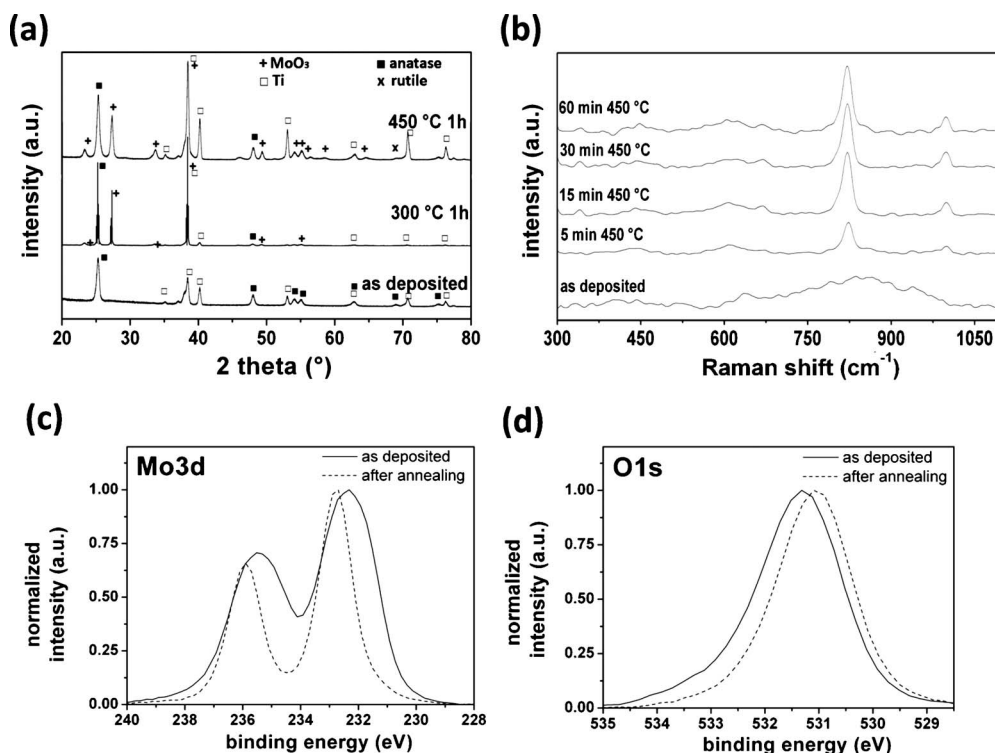 (a)
+ MoO₃ ■ anatase
□ Ti x rutile
450 °C 1h
300 °C 1h
as deposited
intensity (a.u.)
20 30 40 50 60 70 80
2 theta (°)
(b)
60 min 450 °C
30 min 450 °C
15 min 450 °C
5 min 450 °C
as deposited
intensity (a.u.)
300 450 600 750 900 1050
Raman shift (cm⁻¹)
(c)
Mo3d
as deposited
after annealing
1.00
0.75
0.50
0.25
0.00
normalized
intensity (a.u.)
240 238 236 234 232 230 228
binding energy (eV)
(d)
O1s
as deposited
after annealing
1.00
0.75
0.50
0.25
0.00
normalized
intensity (a.u.)
535 534 533 532 531 530 529
binding energy (eV)